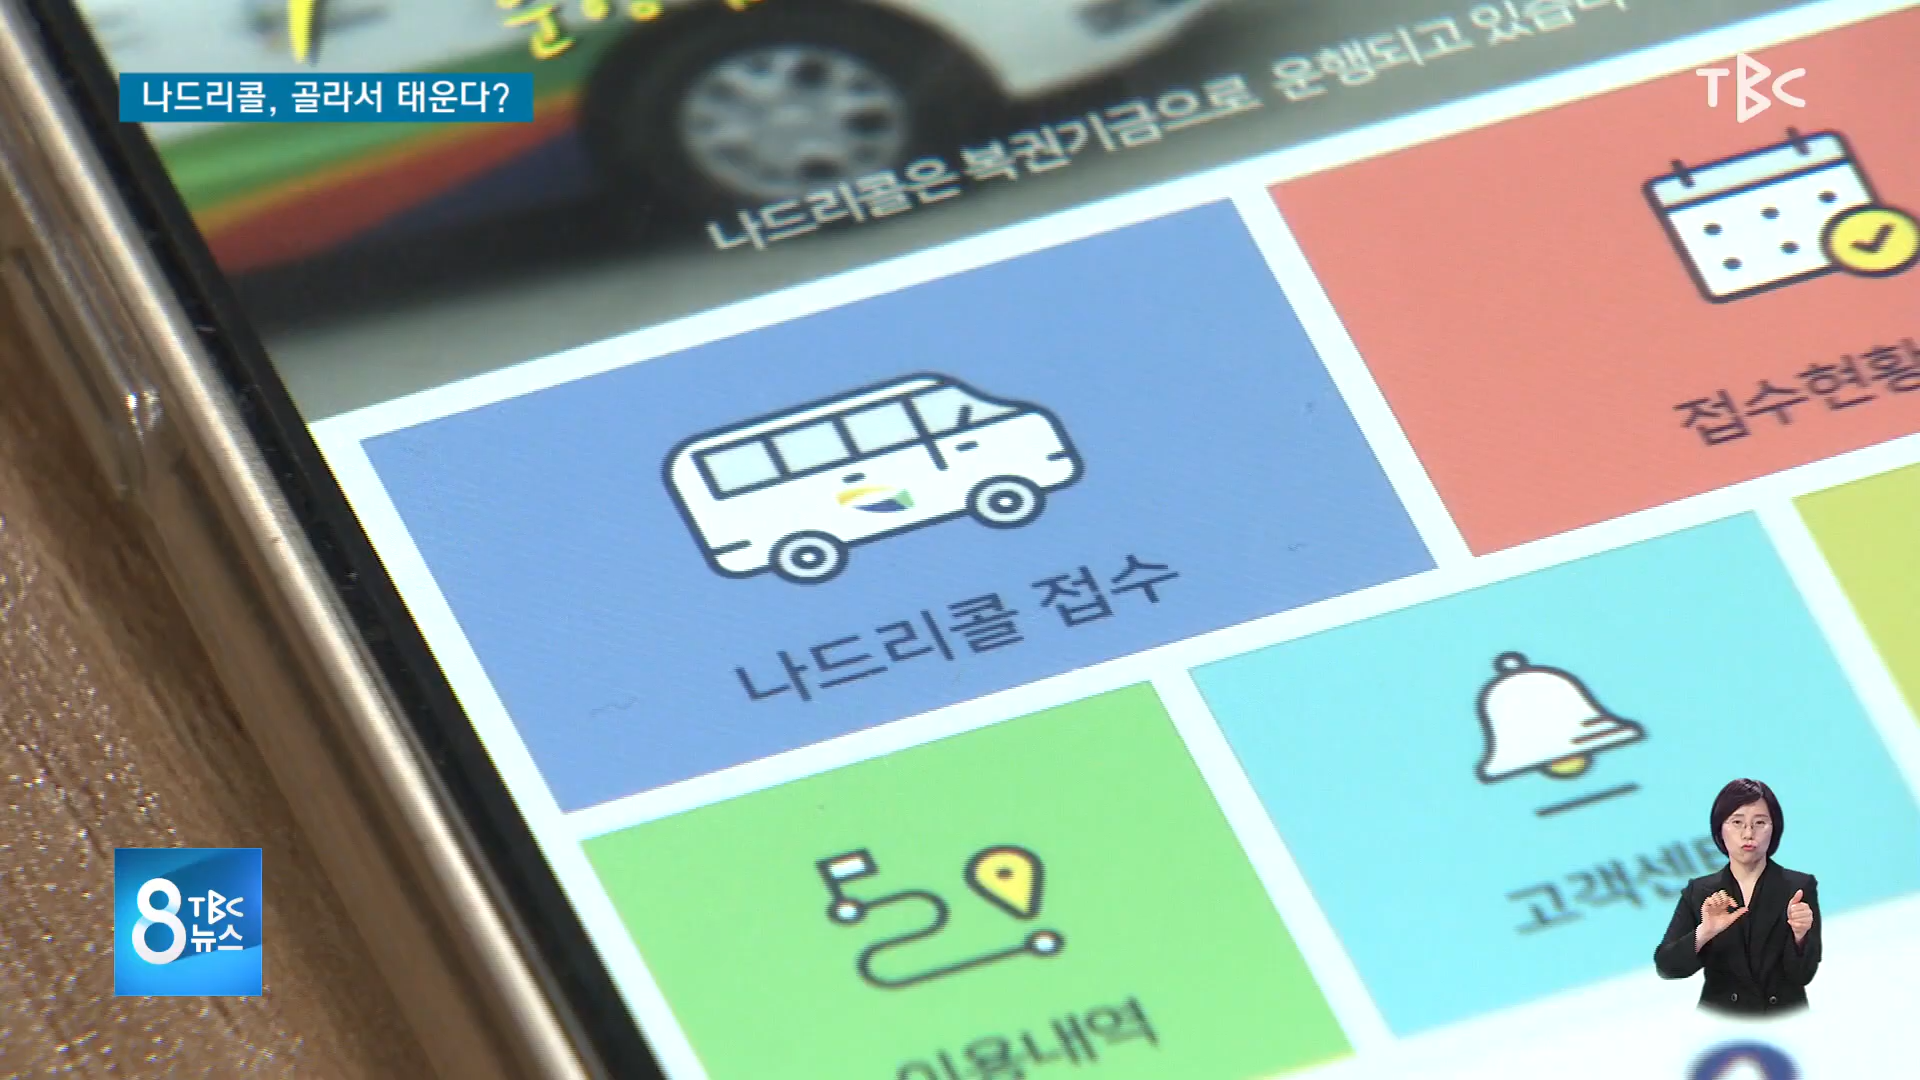 나드리콜, 골라서 태운다?
TBC
나드리콜은 복권기금으로 운행되고 있습니
접수현황
나드리콜 접수
고객센터
이용내역
8 TBC
뉴스